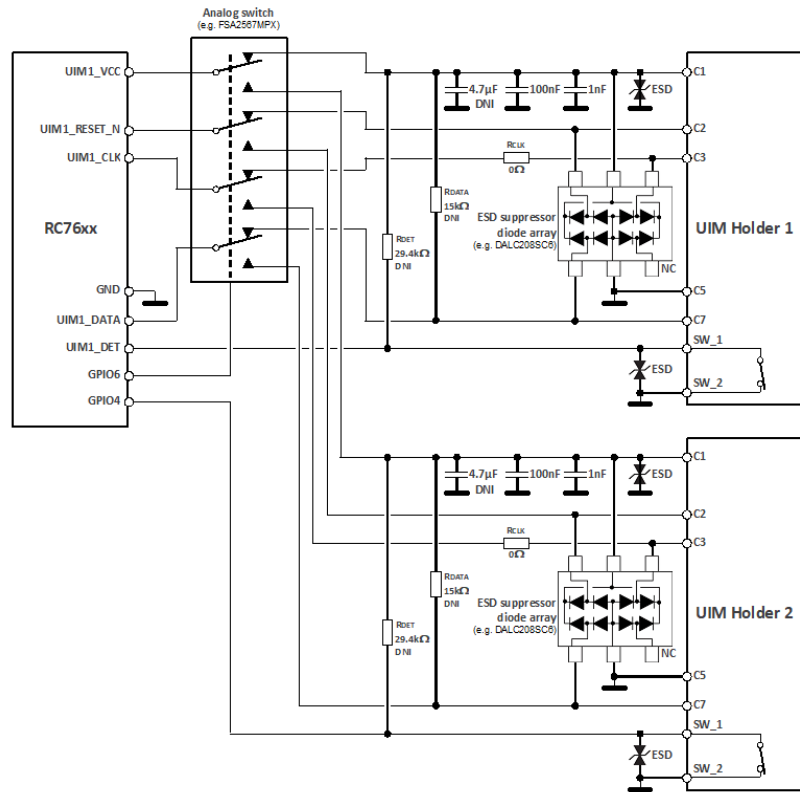 Analog switch
(e.g. FSA2567MPX)
UIM1_VCC
UIM1_RESET_N
UIM1_CLK
RC76xx
GND
UIM1_DATA
UIM1_DET
GPIO6
GPIO4
4.7µF
DNI
100nF
1nF
ESD
RCLK
0Ω
RDATA
15kΩ
DNI
RDET
29.4kΩ
DNI
ESD suppressor
diode array
(e.g. DALC208SC6)
NC
ESD
C1
C2
C3
UIM Holder 1
C5
C7
SW_1
SW_2
4.7µF
DNI
100nF
1nF
ESD
RCLK
0Ω
RDATA
15kΩ
DNI
RDET
29.4kΩ
DNI
ESD suppressor
diode array
(e.g. DALC208SC6)
NC
ESD
C1
C2
C3
UIM Holder 2
C5
C7
SW_1
SW_2